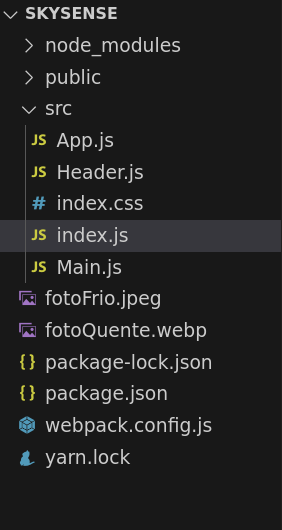 SKYSENSE
node_modules
public
src
JS App.js
JS Header.js
# index.css
JS index.js
JS Main.js
fotoFrio.jpeg
fotoQuente.webp
{ } package-lock.json
{ } package.json
webpack.config.js
yarn.lock